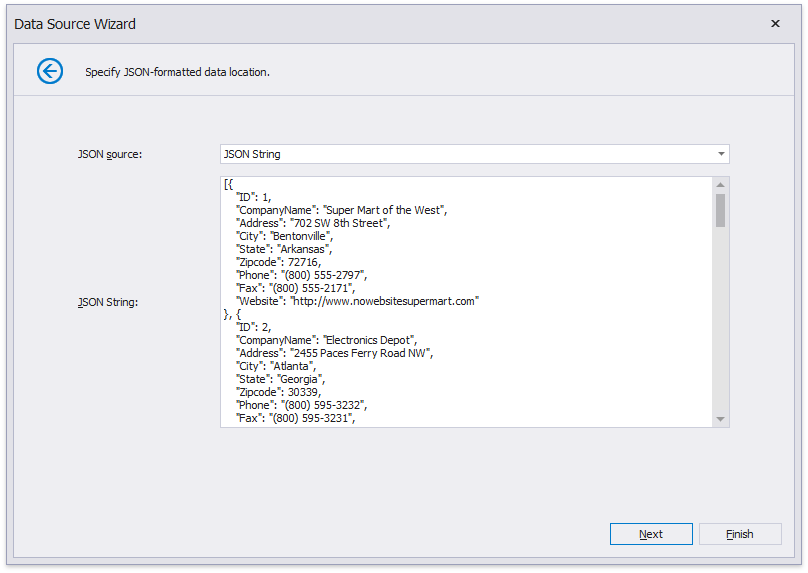 Data Source Wizard
Specify JSON-formatted data location.
JSON source:
JSON String
[{
"ID": 1,
"CompanyName": "Super Mart of the West",
"Address": "702 SW 8th Street",
"City": "Bentonville",
"State": "Arkansas",
"Zipcode": 72716,
"Phone": "(800) 555-2797",
"Fax": "(800) 555-2171",
"Website": "http://www.nowebsitesupermart.com"
}, {
"ID": 2,
"CompanyName": "Electronics Depot",
"Address": "2455 Paces Ferry Road NW",
"City": "Atlanta",
"State": "Georgia",
"Zipcode": 30339,
"Phone": "(800) 595-3232",
"Fax": "(800) 595-3231",
JSON String:
Next
Finish